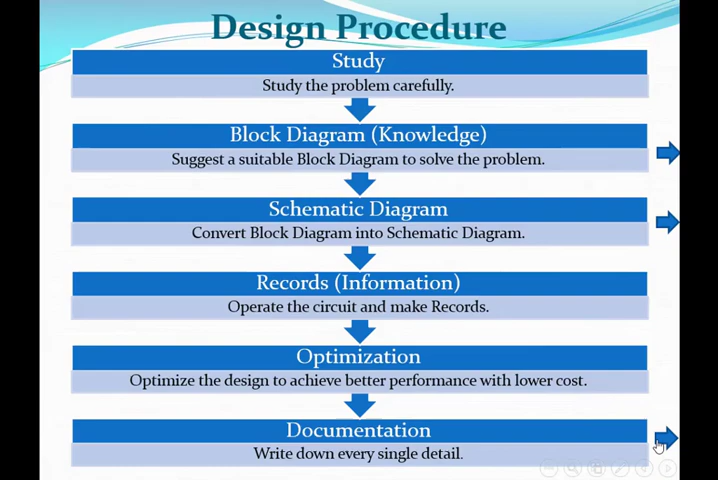 Design Procedure
Study
Study the problem carefully.
Block Diagram (Knowledge)
Suggest a suitable Block Diagram to solve the problem.
Schematic Diagram
Convert Block Diagram into Schematic Diagram.
Records (Information)
Operate the circuit and make Records.
Optimization
Optimize the design to achieve better performance with lower cost.
Documentation
Write down every single detail.